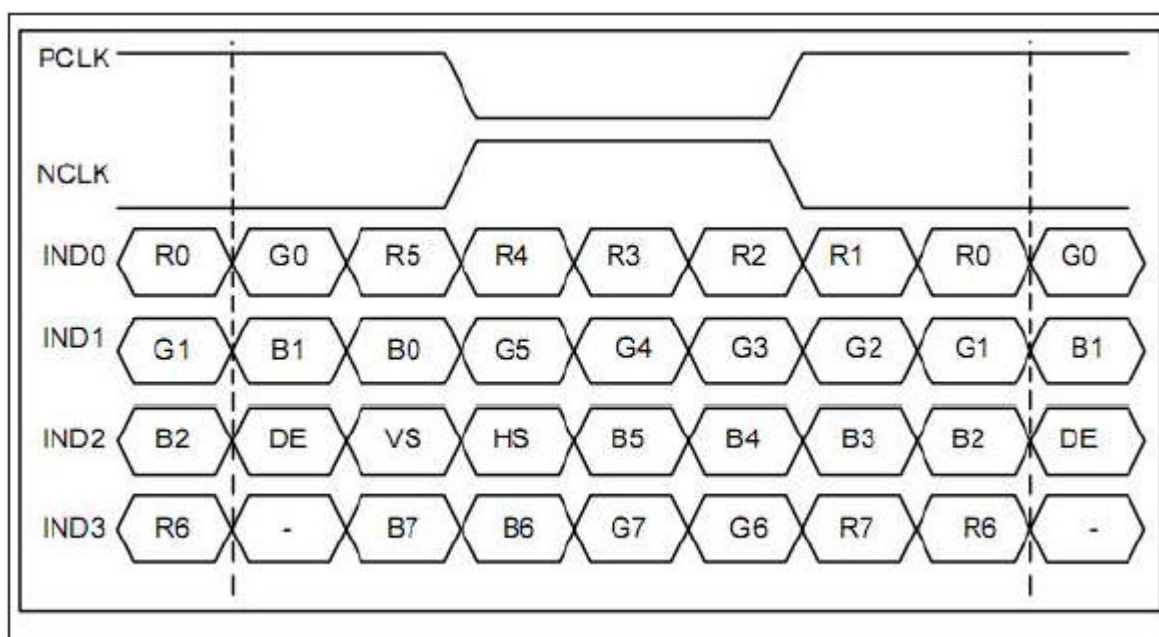 PCLK
NCLK
IND0 R0 G0 R5 R4 R3 R2 R1 R0 G0
IND1 G1 B1 B0 G5 G4 G3 G2 G1 B1
IND2 B2 DE VS HS B5 B4 B3 B2 DE
IND3 R6 - B7 B6 G7 G6 R7 R6 -